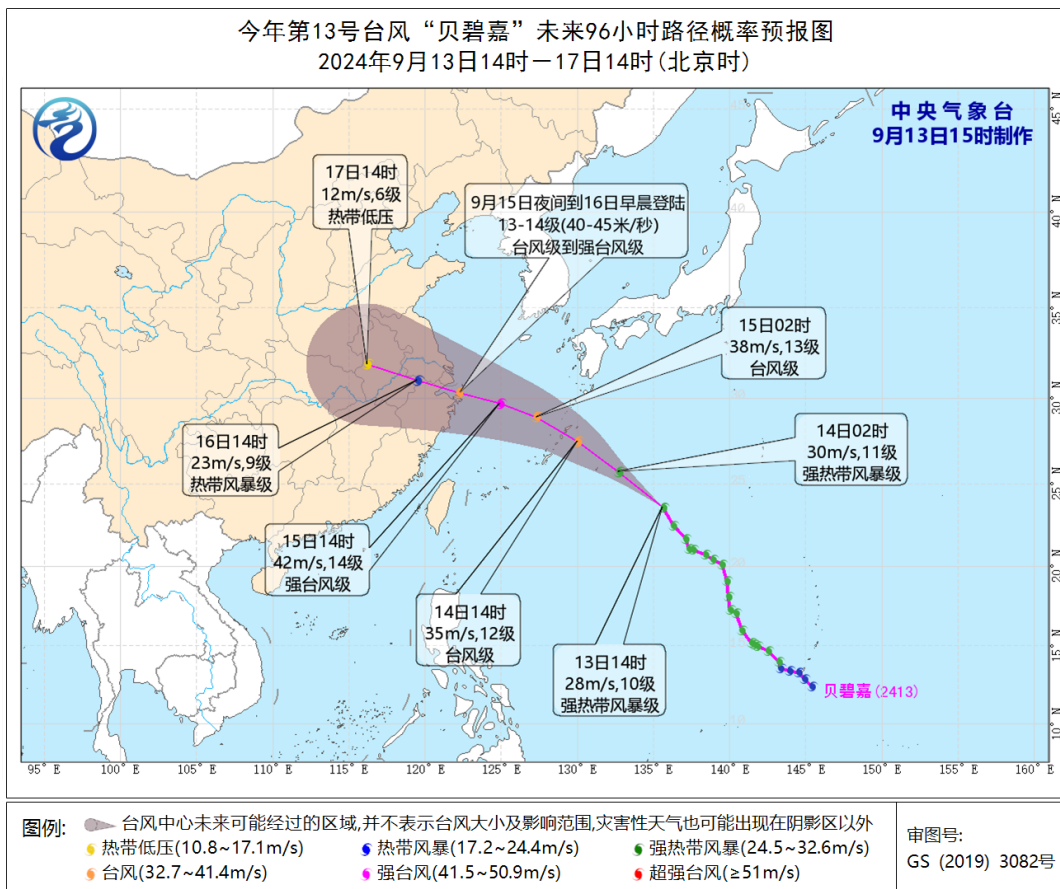 今年第13号台风“贝碧嘉”未来96小时路径概率预报图
2024年9月13日14时—17日14时(北京时)
中央气象台
9月13日15时制作
17日14时
12m/s,6级
热带低压
9月15日夜间到16日早晨登陆
13-14级(40-45米/秒)
台风级到强台风级
15日02时
38m/s,13级
台风级
14日02时
30m/s,11级
强热带风暴级
16日14时
23m/s,9级
热带风暴级
15日14时
42m/s,14级
强台风级
14日14时
35m/s,12级
台风级
13日14时
28m/s,10级
强热带风暴级
贝碧嘉(2413)
45° N
40° N
35° N
30° N
25° N
20° N
15° N
10° N
95° E
100° E
105° E
110° E
115° E
120° E
125° E
130° E
135° E
140° E
145° E
150° E
155° E
160° E
图例:
台风中心未来可能经过的区域,并不表示台风大小及影响范围,灾害性天气也可能出现在阴影区以外
热带低压(10.8~17.1m/s)
热带风暴(17.2~24.4m/s)
强热带风暴(24.5~32.6m/s)
台风(32.7~41.4m/s)
强台风(41.5~50.9m/s)
超强台风(≥51m/s)
审图号:
GS (2019) 3082号